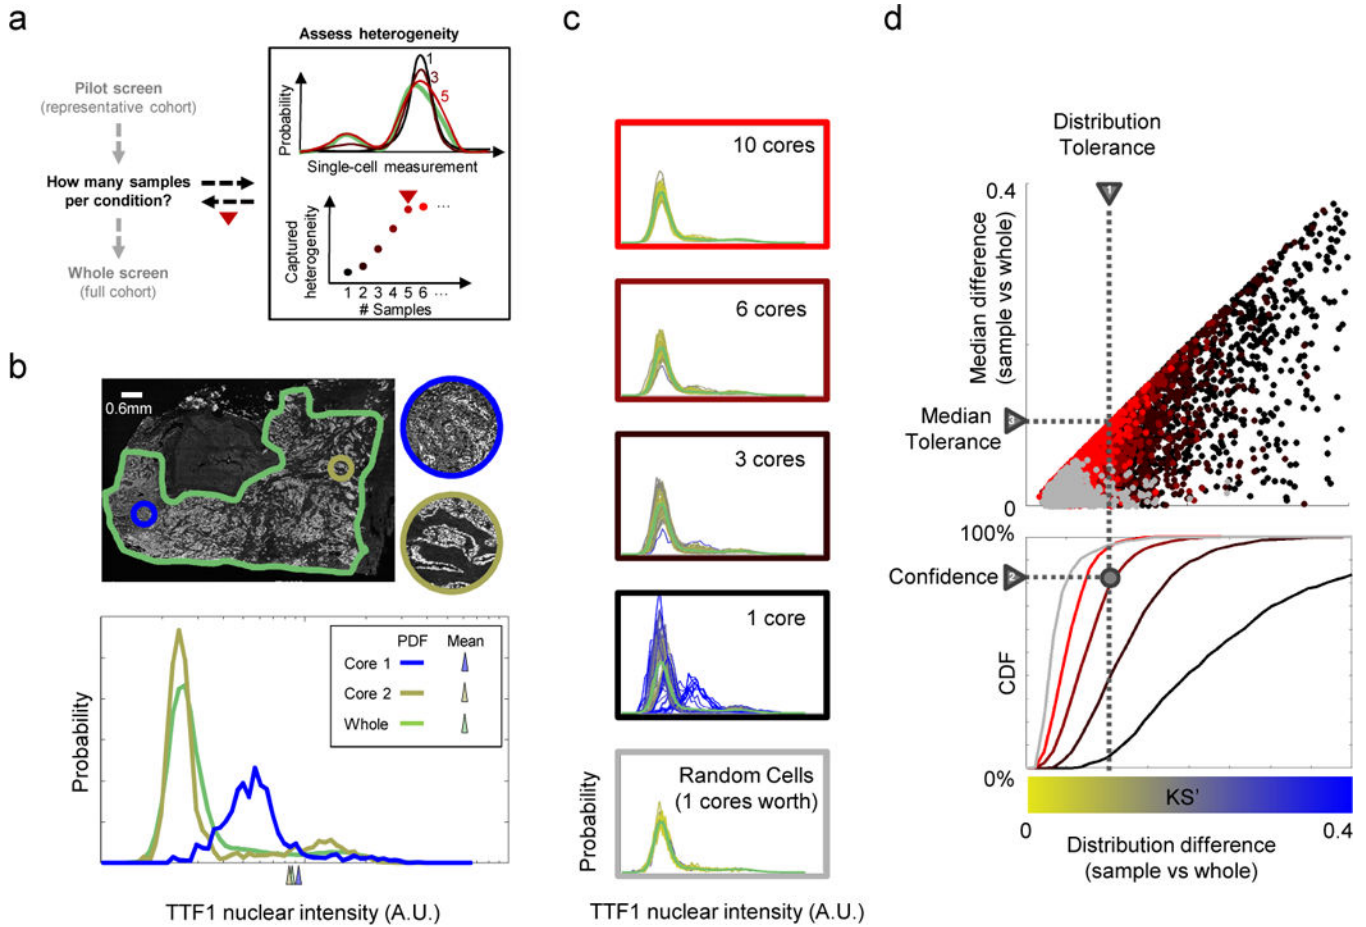 a
Pilot screen
(representative cohort)
How many samples
per condition?
Whole screen
(full cohort)
Assess heterogeneity
Probability
1
3
5
Single-cell measurement
Captured
heterogeneity
...
1 2 3 4 5 6 ...
# Samples
b
0.6mm
PDF Mean
Core 1
Core 2
Whole
Probability
TTF1 nuclear intensity (A.U.)
c
10 cores
6 cores
3 cores
1 core
Random Cells
(1 cores worth)
Probability
TTF1 nuclear intensity (A.U.)
d
Distribution
Tolerance
1
0.4
Median difference
(sample vs whole)
Median
Tolerance
3
0
100%
Confidence
2
CDF
0%
KS'
0
0.4
Distribution difference
(sample vs whole)